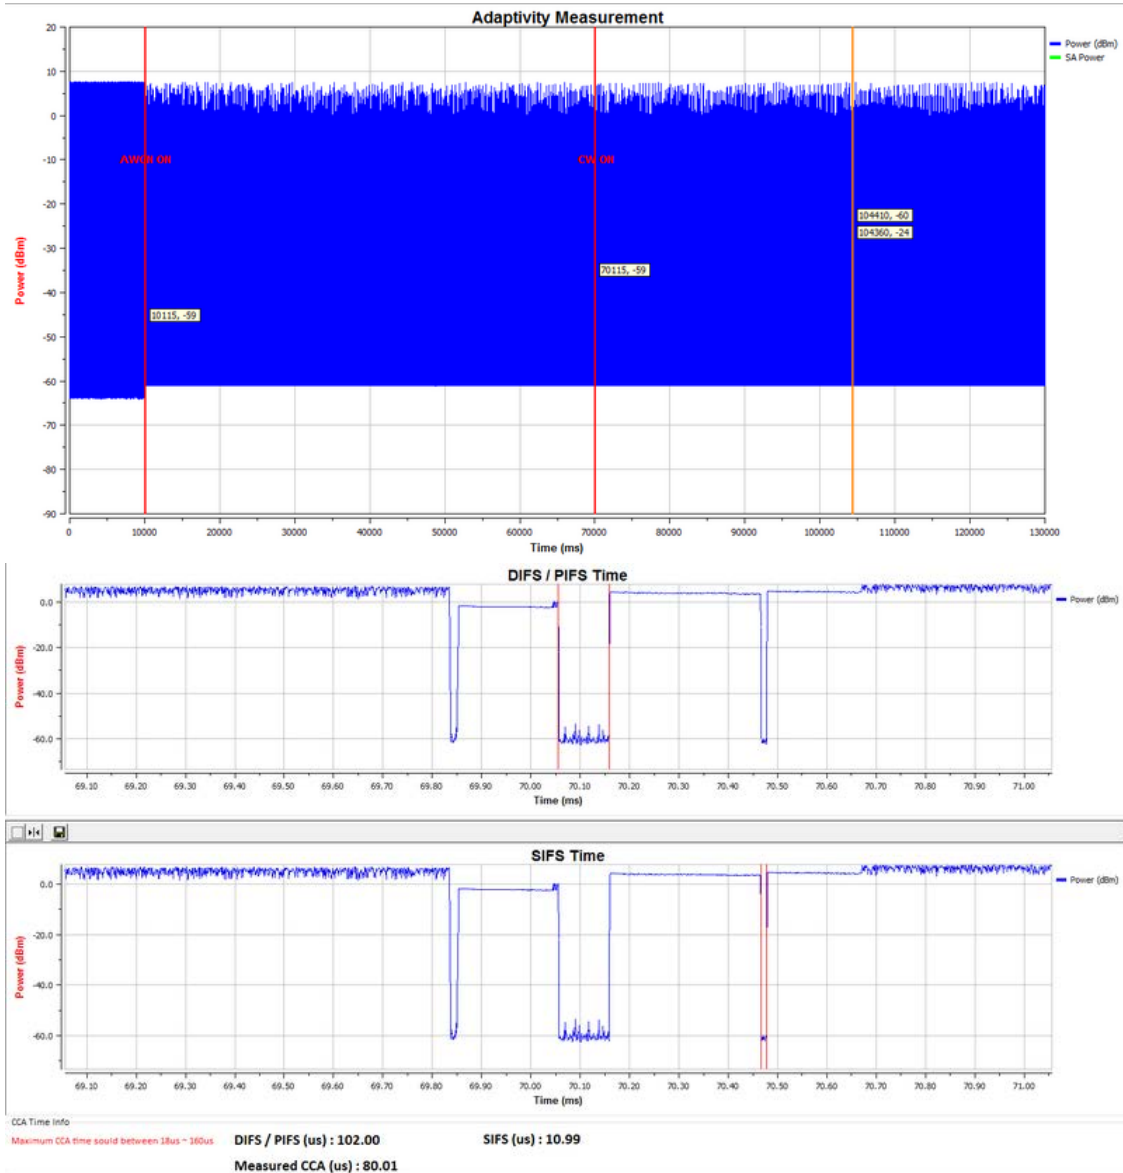 Adaptivity Measurement
20
10
0
-10
-20
-30
-40
-50
-60
-70
-80
-90
Power (dBm)
Power (dBm)
SA Power
AWGN ON
CW ON
104410, -60
104360, -24
70115, -59
10115, -59
0 10000 20000 30000 40000 50000 60000 70000 80000 90000 100000 110000 120000 130000
Time (ms)
DIFS / PIFS Time
0.0
-20.0
-40.0
-60.0
Power (dBm)
Power (dBm)
69.10 69.20 69.30 69.40 69.50 69.60 69.70 69.80 69.90 70.00 70.10 70.20 70.30 70.40 70.50 70.60 70.70 70.80 70.90 71.00
Time (ms)
SIFS Time
0.0
-20.0
-40.0
-60.0
Power (dBm)
Power (dBm)
69.10 69.20 69.30 69.40 69.50 69.60 69.70 69.80 69.90 70.00 70.10 70.20 70.30 70.40 70.50 70.60 70.70 70.80 70.90 71.00
Time (ms)
CCA Time Info
Maximum CCA time sould between 18us ~ 160us
DIFS / PIFS (us) : 102.00 SIFS (us) : 10.99
Measured CCA (us) : 80.01